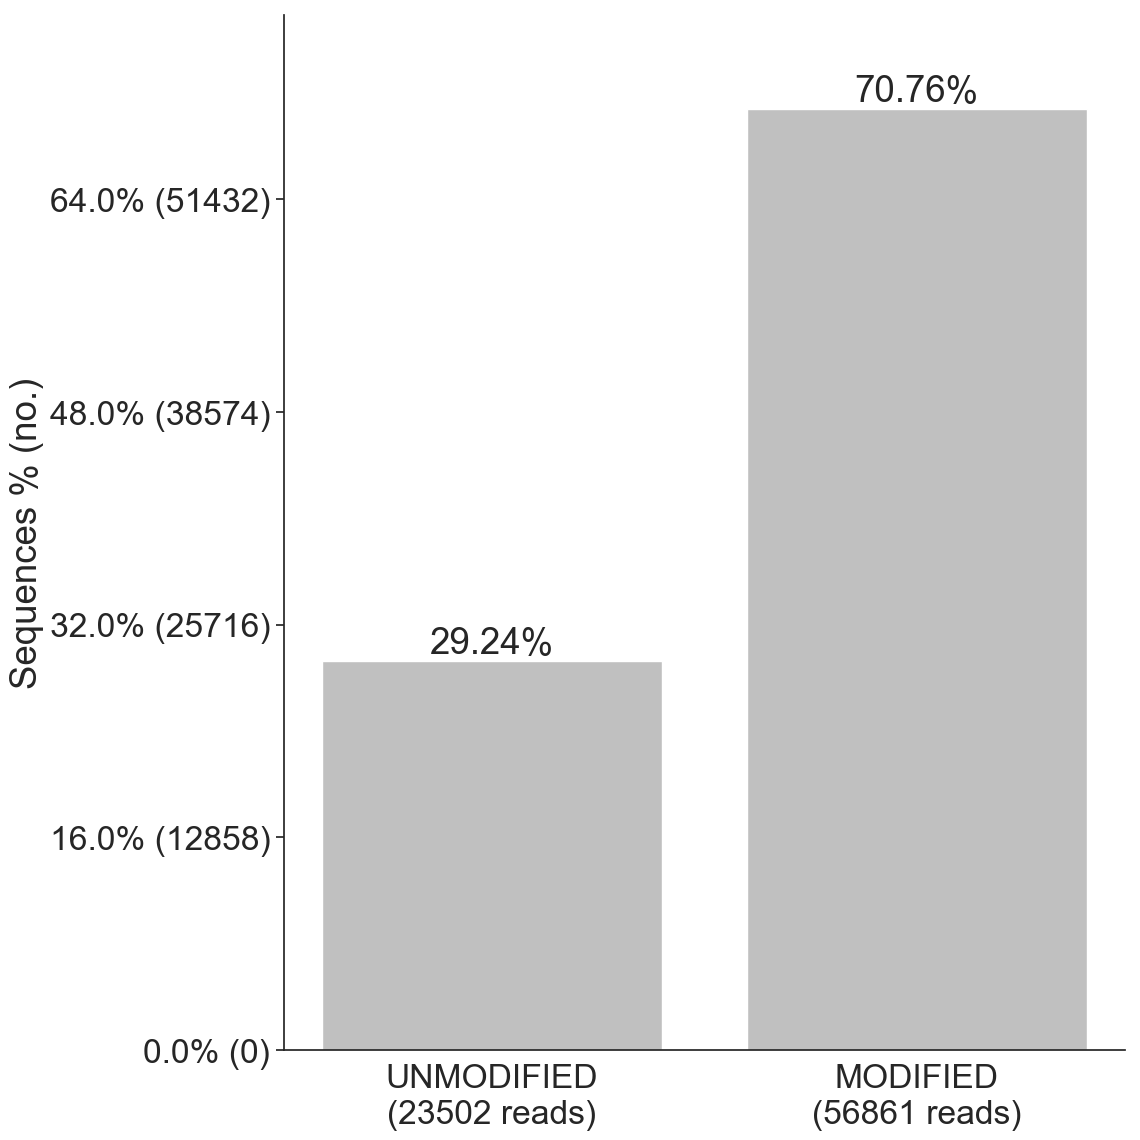 70.76%
64.0% (51432)
48.0% (38574)
Sequences % (no.)
32.0% (25716)
29.24%
16.0% (12858)
0.0% (0)
UNMODIFIED
(23502 reads)
MODIFIED
(56861 reads)